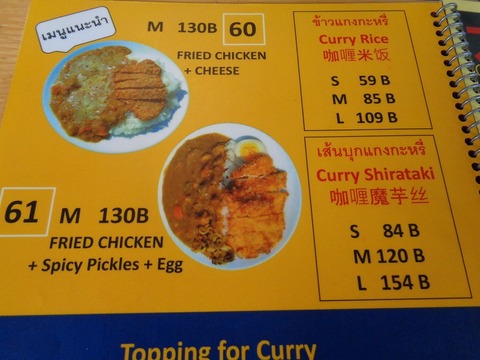 เมนูแนะนำ
M 130B 60
FRIED CHICKEN
+ CHEESE
ข้าวแกงกะหรี่
Curry Rice
咖喱米饭
S 59 B
M 85 B
L 109 B
61 M 130B
FRIED CHICKEN
+ Spicy Pickles + Egg
เส้นบุกแกงกะหรี่
Curry Shirataki
咖喱魔芋丝
S 84 B
M 120 B
L 154 B
Topping for Curry